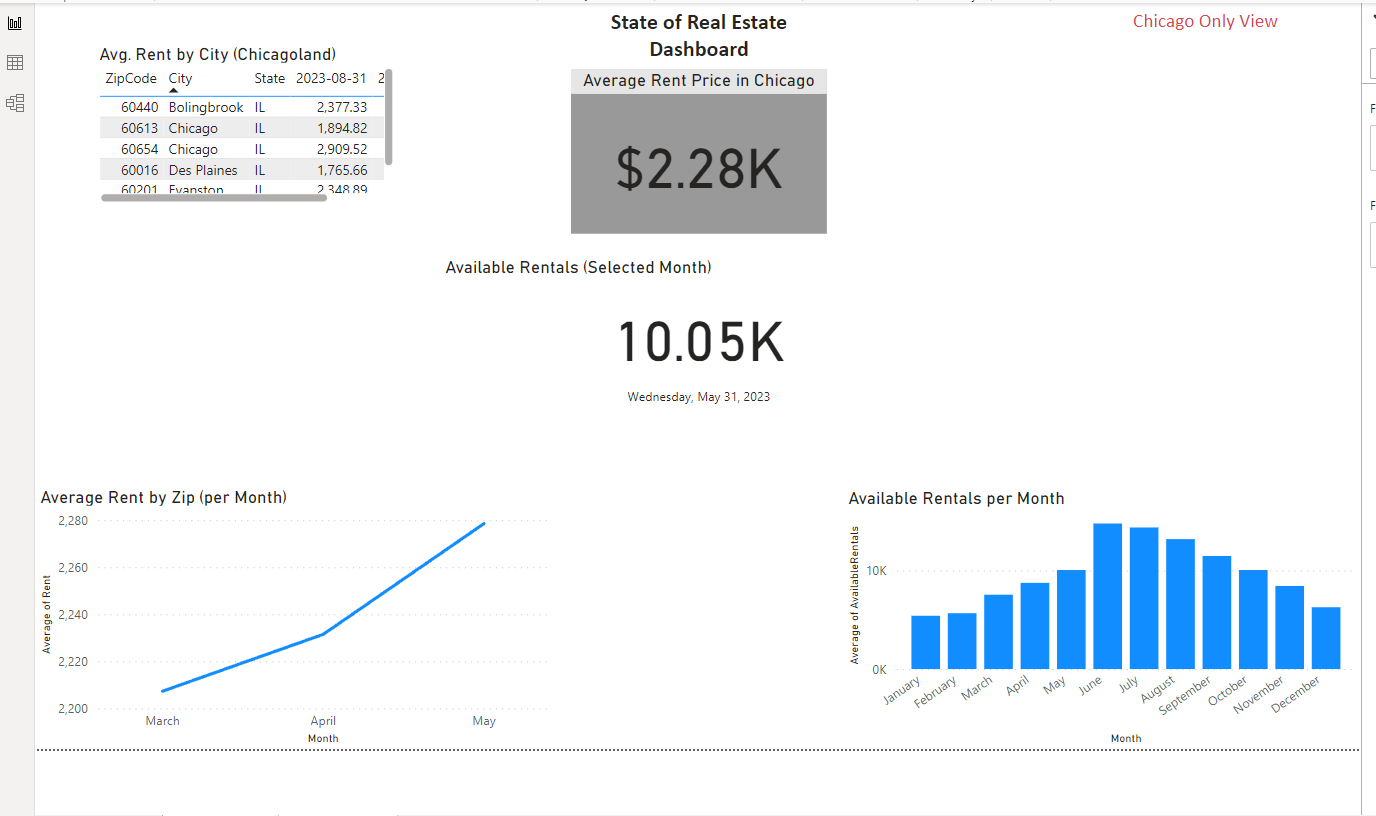 State of Real Estate
Dashboard
Chicago Only View
Avg. Rent by City (Chicagoland)
ZipCode City State 2023-08-31 2
60440 Bolingbrook IL 2,377.33
60613 Chicago IL 1,894.82
60654 Chicago IL 2,909.52
60016 Des Plaines IL 1,765.66
60201 Evanston IL 2,348.89
Average Rent Price in Chicago
$2.28K
Available Rentals (Selected Month)
10.05K
Wednesday, May 31, 2023
Average Rent by Zip (per Month)
Average of Rent
2,280
2,260
2,240
2,220
2,200
March April May
Month
Available Rentals per Month
Average of AvailableRentals
10K
0K
January February March April May June July August September October November December
Month
F
F